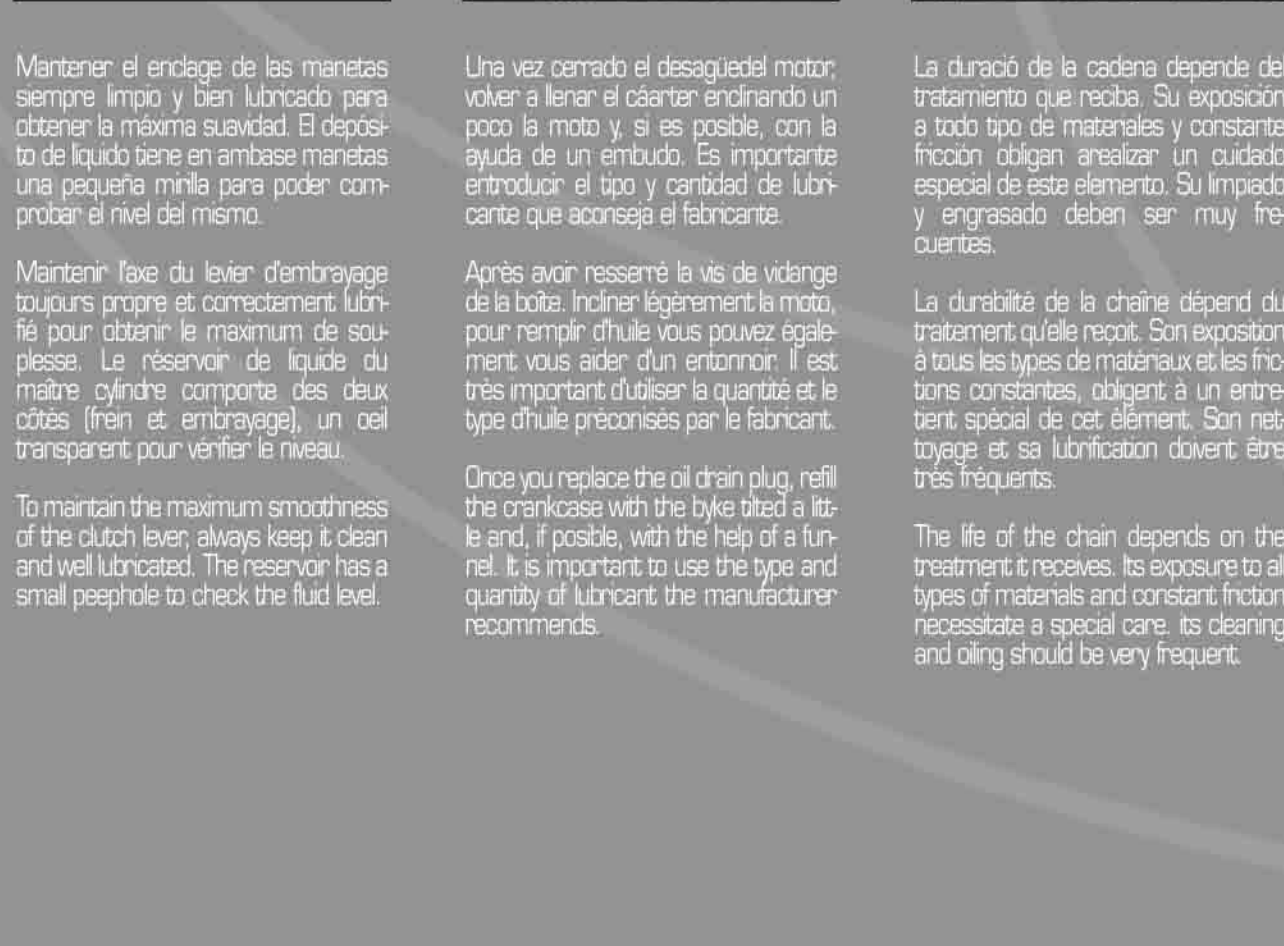 Mantener el enclage de las manetas
siempre limpio y bien lubricado para
obtener la máxima suavidad. El depósi-
to de liquido tiene en ambase manetas
una pequeña mirilla para poder com-
probar el nivel del mismo.
Maintenir l'axe du levier d'embrayage
toujours propre et correctement lubri-
fié pour obtenir le maximum de sou-
plesse. Le réservoir de liquide du
maître cylindre comporte des deux
côtés (frein et embrayage), un oeil
transparent pour vérifier le niveau.
To maintain the maximum smoothness
of the clutch lever, always keep it clean
and well lubricated. The reservoir has a
small peephole to check the fluid level.
Una vez cerrado el desagüedel motor,
volver a llenar el cáarter enclinando un
poco la moto y, si es posible, con la
ayuda de un embudo. Es importante
entroducir el tipo y cantidad de lubri-
cante que aconseja el fabricante.
Après avoir resserré la vis de vidange
de la boîte. Incliner légèrement la moto,
pour remplir d'huile vous pouvez égale-
ment vous aider d'un entonnoir. Il est
très important d'utiliser la quantité et le
type d'huile préconisés par le fabricant.
Once you replace the oil drain plug, refill
the crankcase with the byke tilted a litt-
le and, if posible, with the help of a fun-
nel. It is important to use the type and
quantity of lubricant the manufacturer
recommends.
La duració de la cadena depende del
tratamiento que reciba. Su exposición
a todo tipo de materiales y constante
fricción obligan arealizar un cuidado
especial de este elemento. Su limpiado
y engrasado deben ser muy fre-
cuentes.
La durabilité de la chaîne dépend du
traitement qu'elle reçoit. Son exposition
à tous les types de matériaux et les fric-
tions constantes, obligent à un entre-
tient spécial de cet élément. Son net-
toyage et sa lubrification doivent être
très fréquents.
The life of the chain depends on the
treatment it receives. Its exposure to all
types of materials and constant friction
necessitate a special care. its cleaning
and oiling should be very frequent.